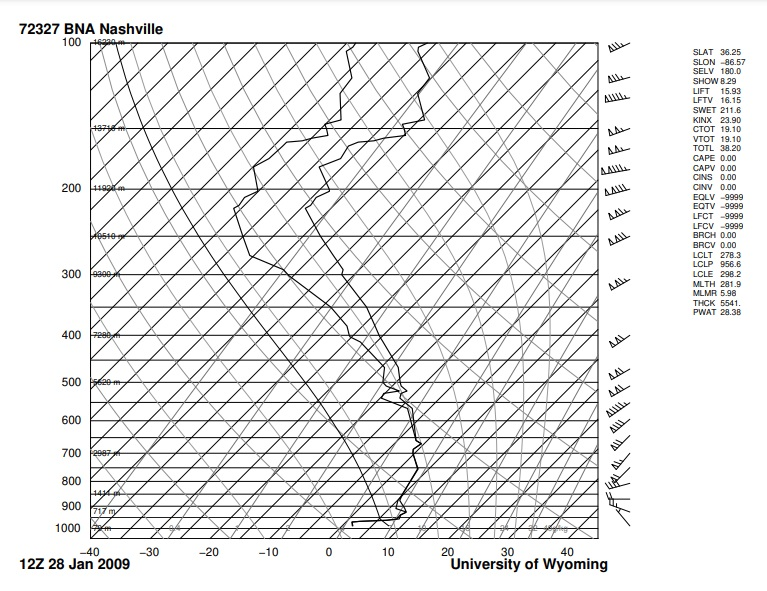 72327 BNA Nashville
100
200
300
400
500
600
700
800
900
1000
13710 m
11920 m
10510 m
9300 m
7280 m
5620 m
2987 m
1411 m
717 m
−40 −30 −20 −10 0 10 20 30 40
12Z 28 Jan 2009 University of Wyoming
SLAT 36.25
SLON −86.57
SELV 180.0
SHOW 8.29
LIFT 15.93
LFTV 16.15
SWET 211.6
KINX 23.90
CTOT 19.10
VTOT 19.10
TOTL 38.20
CAPE 0.00
CAPV 0.00
CINS 0.00
CINV 0.00
EQLV −9999
EQTV −9999
LFCT −9999
LFCV −9999
BRCH 0.00
BRCV 0.00
LCLT 278.3
LCLP 956.6
LCLE 298.2
MLTH 281.9
MLMR 5.98
THCK 5541.
PWAT 28.38